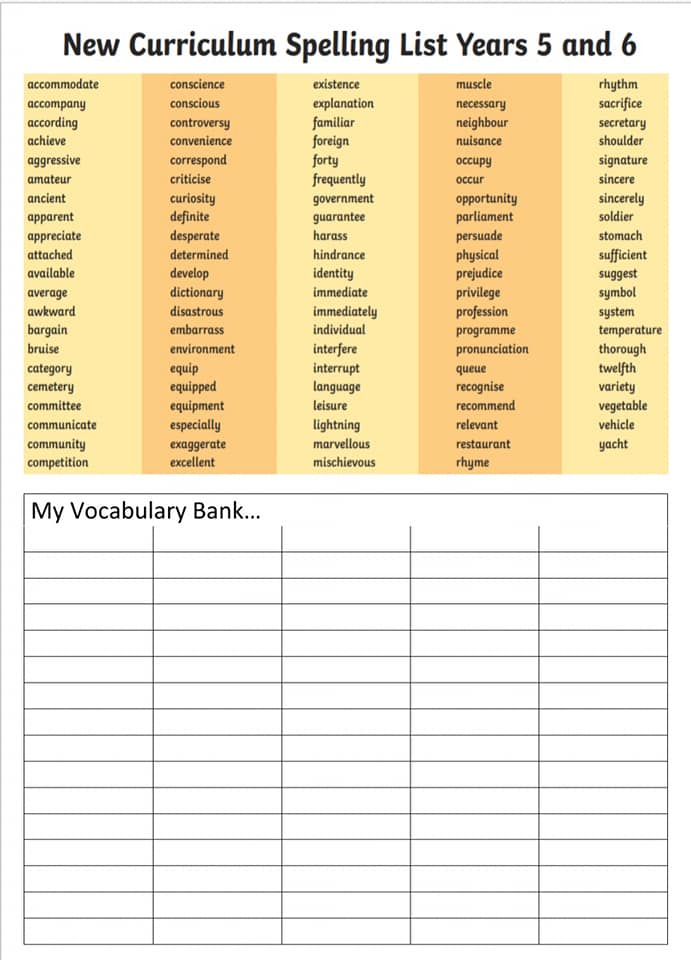 New Curriculum Spelling List Years 5 and 6
accommodate
accompany
according
achieve
aggressive
amateur
ancient
apparent
appreciate
attached
available
average
awkward
bargain
bruise
category
cemetery
committee
communicate
community
competition
conscience
conscious
controversy
convenience
correspond
criticise
curiosity
definite
desperate
determined
develop
dictionary
disastrous
embarrass
environment
equip
equipped
equipment
especially
exaggerate
excellent
existence
explanation
familiar
foreign
forty
frequently
government
guarantee
harass
hindrance
identity
immediate
immediately
individual
interfere
interrupt
language
leisure
lightning
marvellous
mischievous
muscle
necessary
neighbour
nuisance
occupy
occur
opportunity
parliament
persuade
physical
prejudice
privilege
profession
programme
pronunciation
queue
recognise
recommend
relevant
restaurant
rhyme
rhythm
sacrifice
secretary
shoulder
signature
sincere
sincerely
soldier
stomach
sufficient
suggest
symbol
system
temperature
thorough
twelfth
variety
vegetable
vehicle
yacht
My Vocabulary Bank...